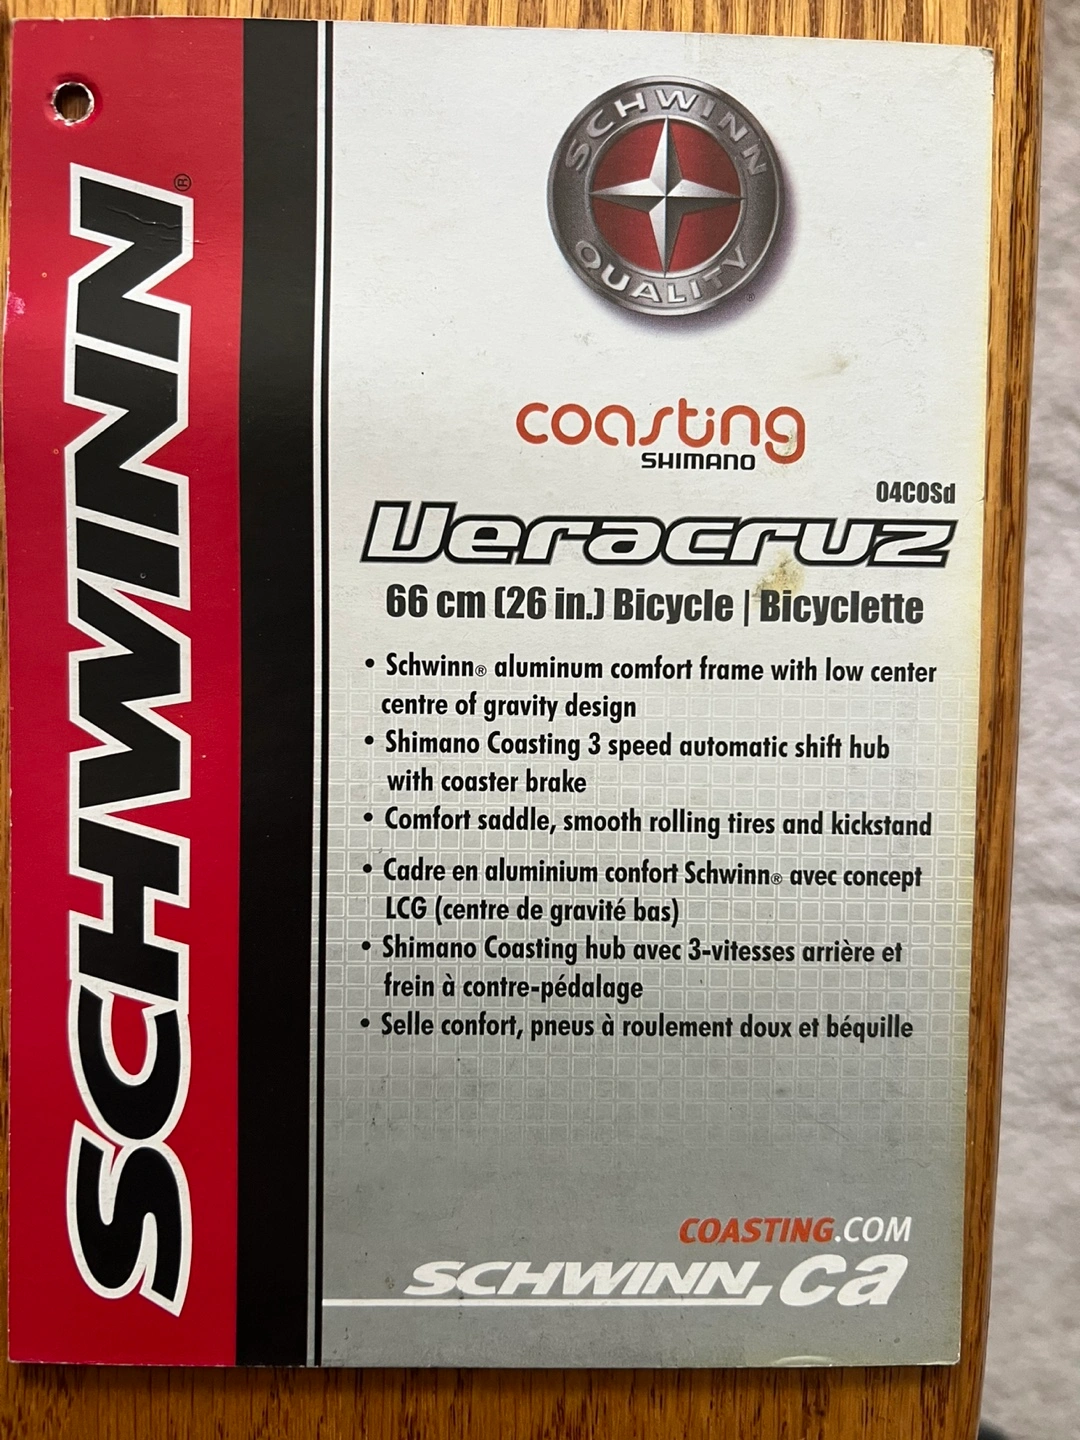 SCHWINN®
SCHWINN
QUALITY®
coasting
SHIMANO
04COSd
Veracruz
66 cm (26 in.) Bicycle | Bicyclette
• Schwinn® aluminum comfort frame with low center
centre of gravity design
• Shimano Coasting 3 speed automatic shift hub
with coaster brake
• Comfort saddle, smooth rolling tires and kickstand
• Cadre en aluminium confort Schwinn® avec concept
LCG (centre de gravité bas)
• Shimano Coasting hub avec 3-vitesses arrière et
frein à contre-pédalage
• Selle confort, pneus à roulement doux et béquille
COASTING.COM
SCHWINN.ca